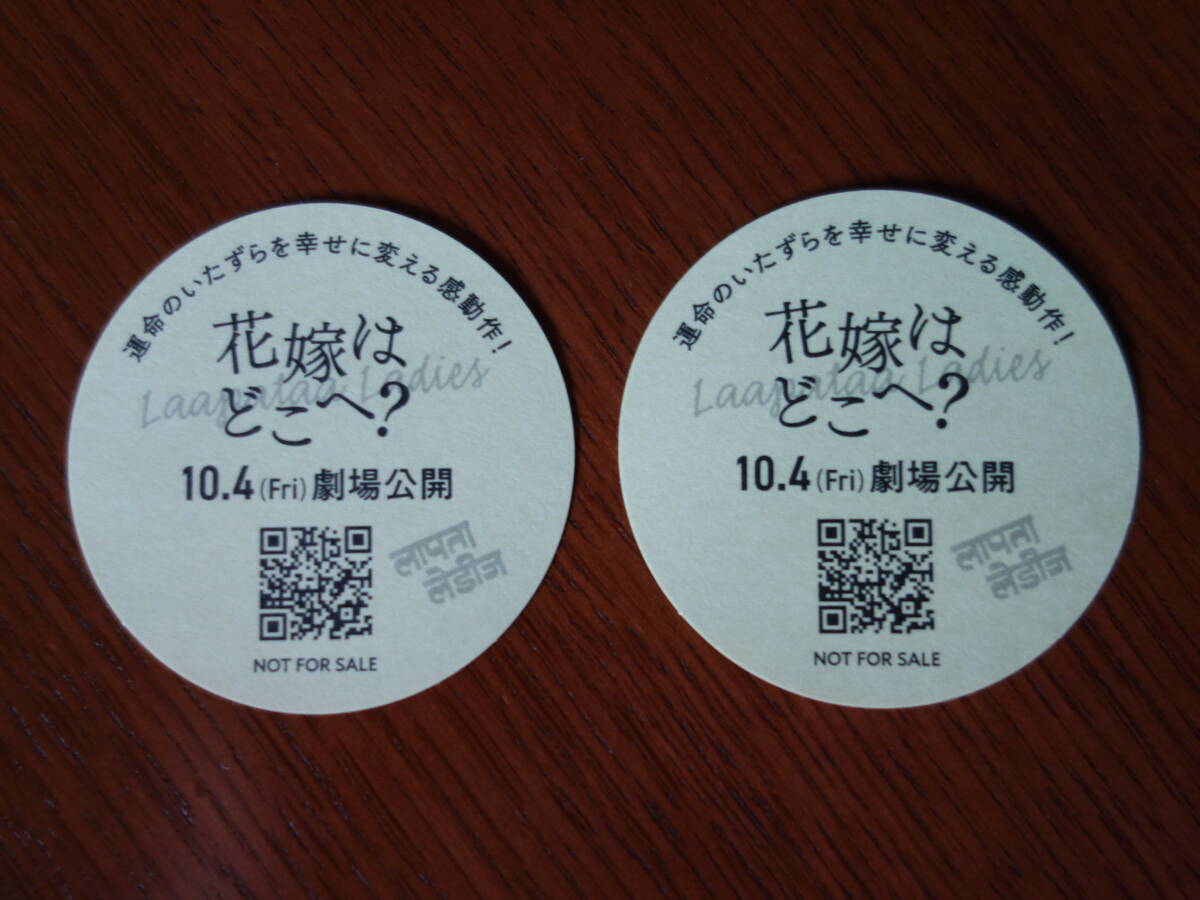 運命のいたずらを幸せに変える感動作!
花嫁は
Laapataa Ladies
どこへ?
10.4(Fri)劇場公開
लापता
लेडीज
NOT FOR SALE
運命のいたずらを幸せに変える感動作!
花嫁は
Laapataa Ladies
どこへ?
10.4(Fri)劇場公開
लापता
लेडीज
NOT FOR SALE